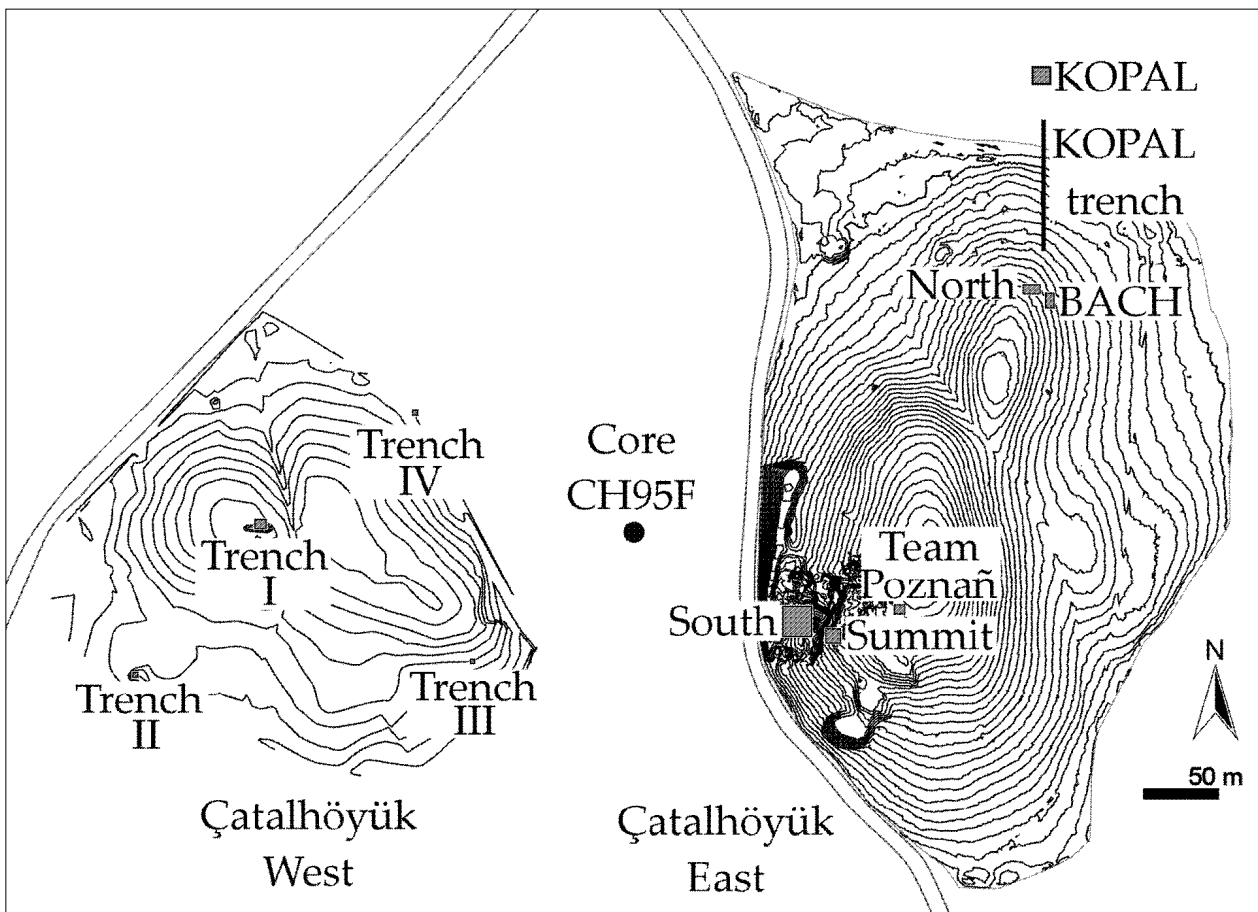 KOPAL
KOPAL
trench
North
BACH
Trench
IV
Core
CH95F
Trench
I
Team
Poznañ
South
Summit
Trench
II
Trench
III
N
50 m
Çatalhöyük
West
Çatalhöyük
East